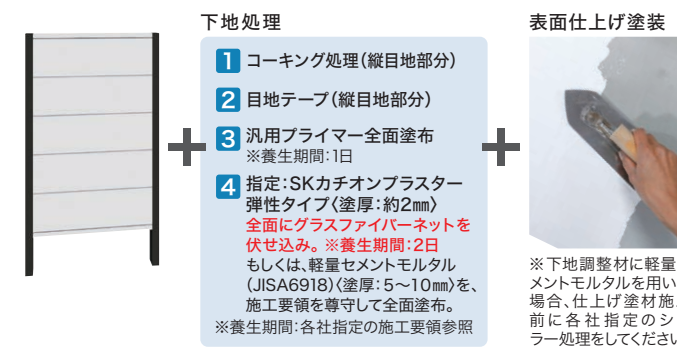 下地処理
1 コーキング処理（縦目地部分）
2 目地テープ（縦目地部分）
3 汎用プライマー全面塗布
※養生期間：1日
4 指定：SKカチオンプラスター
弾性タイプ〈塗厚：約2㎜〉
全面にグラスファイバーネットを
伏せ込み。※養生期間：2日
もしくは、軽量セメントモルタル
（JISA6918）〈塗厚：5〜10㎜〉を、
施工要領を尊守して全面塗布。
※養生期間：各社指定の施工要領参照
表面仕上げ塗装
※下地調整材に軽量
メントモルタルを用い
場合、仕上げ塗材施
前に各社指定のシ
ラー処理をしてください